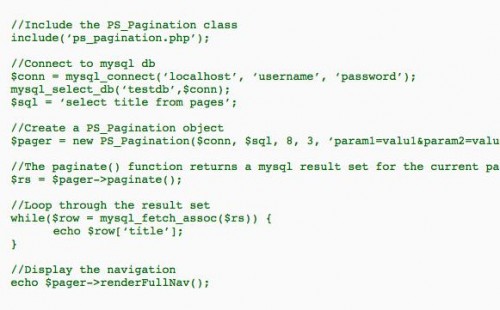 //Include the PS_Pagination class
include(‘ps_pagination.php’);
//Connect to mysql db
$conn = mysql_connect(‘localhost’, ‘username’, ‘password’);
mysql_select_db(‘testdb’,$conn);
$sql = ‘select title from pages’;
//Create a PS_Pagination object
$pager = new PS_Pagination($conn, $sql, 8, 3, ‘param1=valu1&param2=valu
//The paginate() function returns a mysql result set for the current pa
$rs = $pager->paginate();
//Loop through the result set
while($row = mysql_fetch_assoc($rs)) {
echo $row[‘title’];
}
//Display the navigation
echo $pager->renderFullNav();